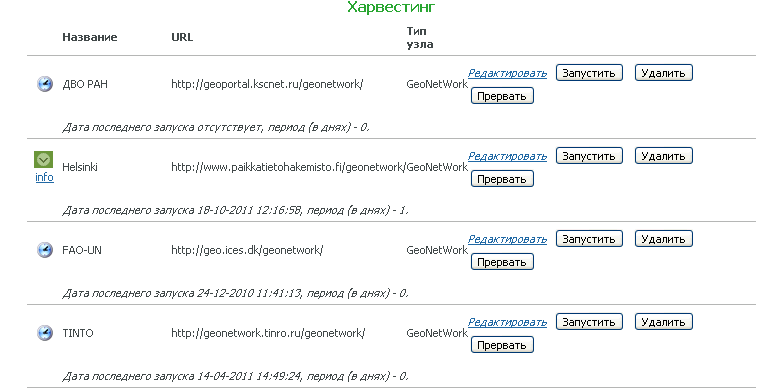 Харвестинг
Название URL Тип узла
ДВО РАН http://geoportal.kscnet.ru/geonetwork/ GeoNetWork Редактировать Запустить Удалить
Прервать
Дата последнего запуска отсутствует, период (в днях) - 0.
info Helsinki http://www.paikkatietohakemisto.fi/geonetwork/ GeoNetWork Редактировать Запустить Удалить
Прервать
Дата последнего запуска 18-10-2011 12:16:58, период (в днях) - 1.
FAO-UN http://geo.ices.dk/geonetwork/ GeoNetWork Редактировать Запустить Удалить
Прервать
Дата последнего запуска 24-12-2010 11:41:13, период (в днях) - 0.
TINTO http://geonetwork.tinro.ru/geonetwork/ GeoNetWork Редактировать Запустить Удалить
Прервать
Дата последнего запуска 14-04-2011 14:49:24, период (в днях) - 0.